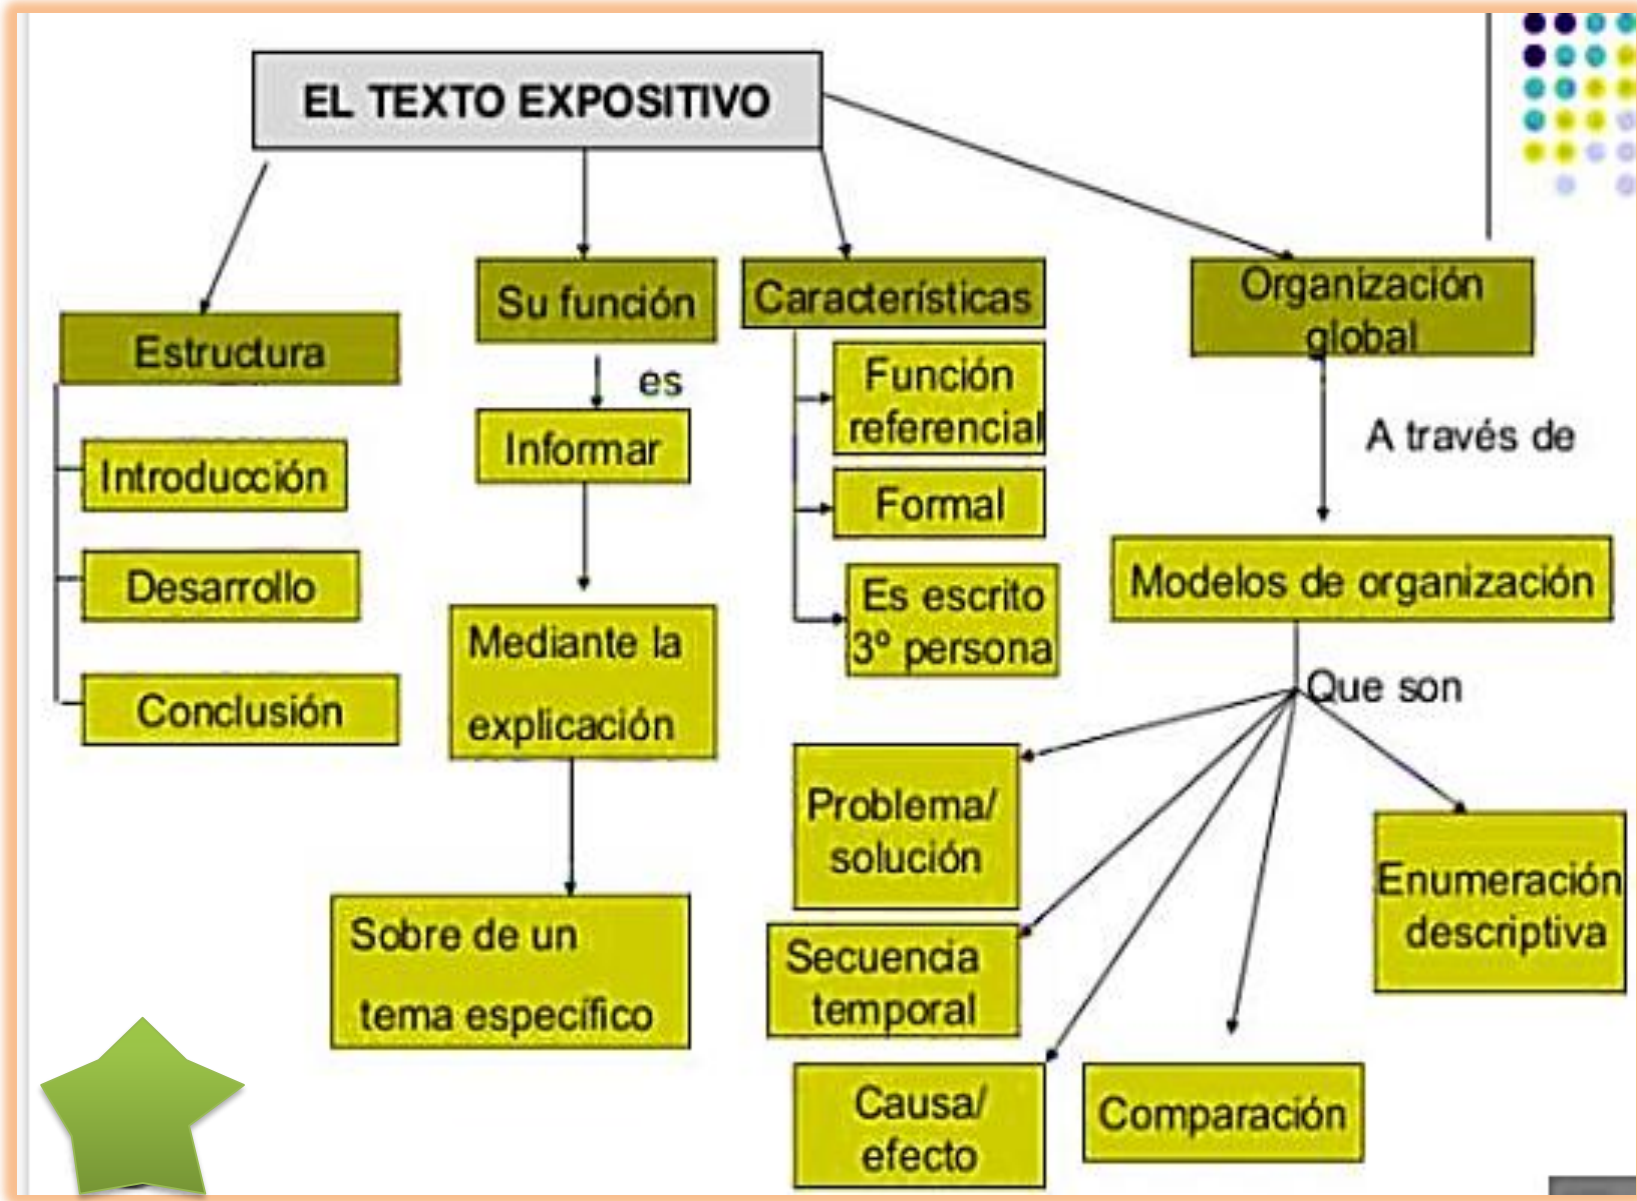 EL TEXTO EXPOSITIVO
Estructura
Introducción
Desarrollo
Conclusión
Su función
es
Informar
Mediante la
explicación
Sobre de un
tema específico
Características
Función
referencial
Formal
Es escrito
3º persona
Organización
global
A través de
Modelos de organización
Que son
Problema/
solución
Secuencia
temporal
Causa/
efecto
Comparación
Enumeración
descriptiva